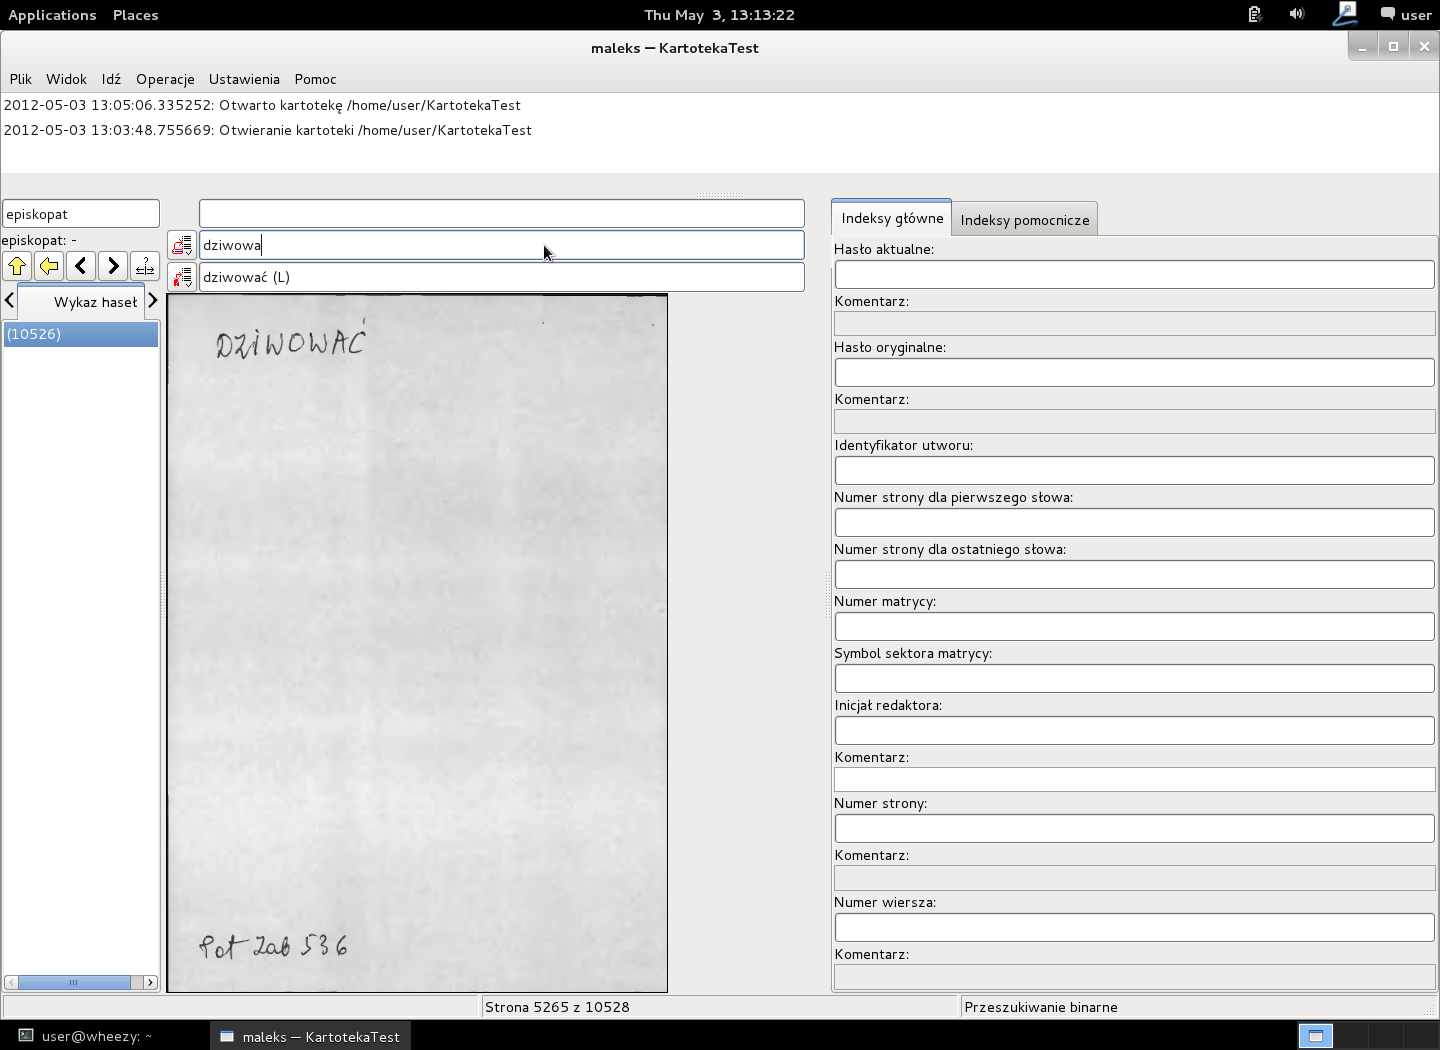 Applications Places Thu May 3, 13:13:22 user
maleks — KartotekaTest
Plik Widok Idź Operacje Ustawienia Pomoc
2012-05-03 13:05:06.335252: Otwarto kartotekę /home/user/KartotekaTest
2012-05-03 13:03:48.755669: Otwieranie kartoteki /home/user/KartotekaTest
episkopat
episkopat: -
Wykaz haseł
(10526)
dziwowa
dziwować (L)
DZIWOWAĆ
Pot Zab 536
Indeksy główne Indeksy pomocnicze
Hasło aktualne:
Komentarz:
Hasło oryginalne:
Komentarz:
Identyfikator utworu:
Numer strony dla pierwszego słowa:
Numer strony dla ostatniego słowa:
Numer matrycy:
Symbol sektora matrycy:
Inicjał redaktora:
Komentarz:
Numer strony:
Komentarz:
Numer wiersza:
Komentarz:
Strona 5265 z 10528 Przeszukiwanie binarne
user@wheezy: ~ maleks — KartotekaTest